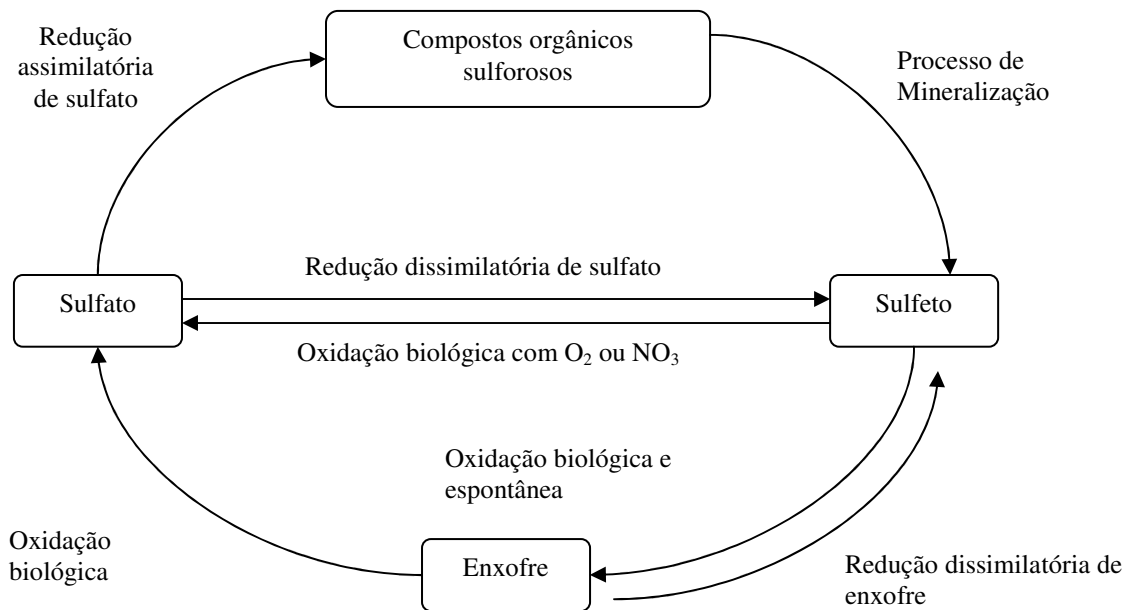 Redução
assimilatória
de sulfato
Compostos orgânicos
sulforosos
Processo de
Mineralização
Redução dissimilatória de sulfato
Sulfato
Sulfeto
Oxidação biológica com O₂ ou NO₃
Oxidação biológica e
espontânea
Oxidação
biológica
Enxofre
Redução dissimilatória de
enxofre